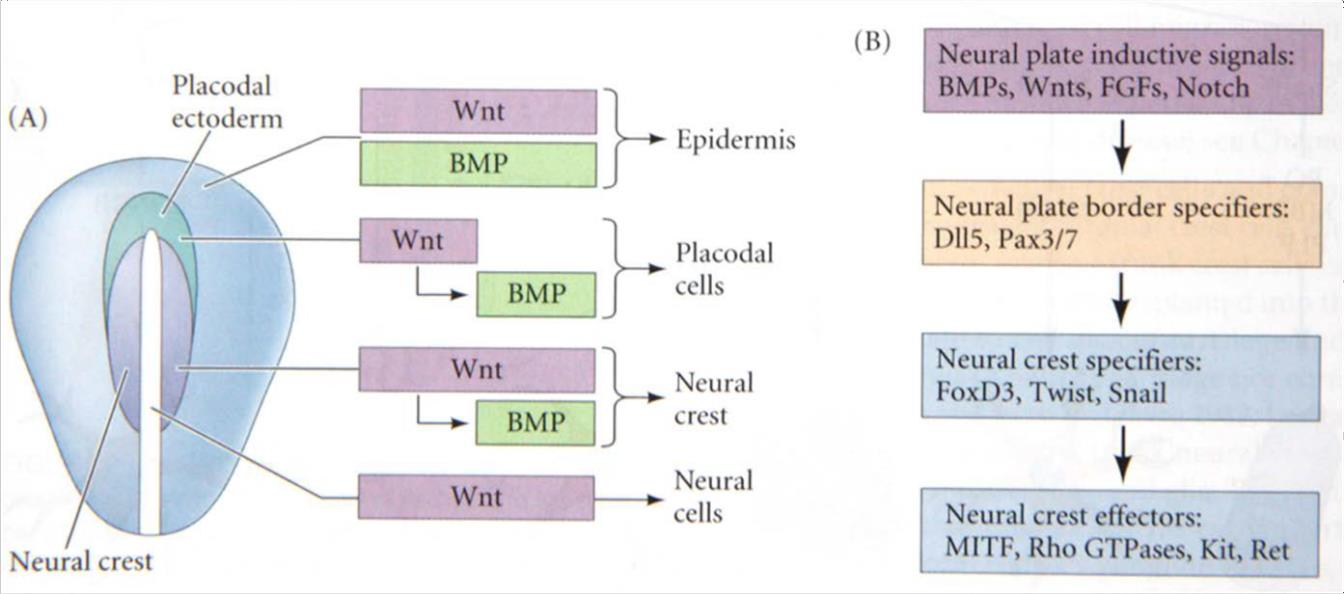 (A)
Placodal
ectoderm
Neural crest
Wnt
BMP
Epidermis
Wnt
BMP
Placodal
cells
Wnt
BMP
Neural
crest
Wnt
Neural
cells
(B)
Neural plate inductive signals:
BMPs, Wnts, FGFs, Notch
Neural plate border specifiers:
Dll5, Pax3/7
Neural crest specifiers:
FoxD3, Twist, Snail
Neural crest effectors:
MITF, Rho GTPases, Kit, Ret